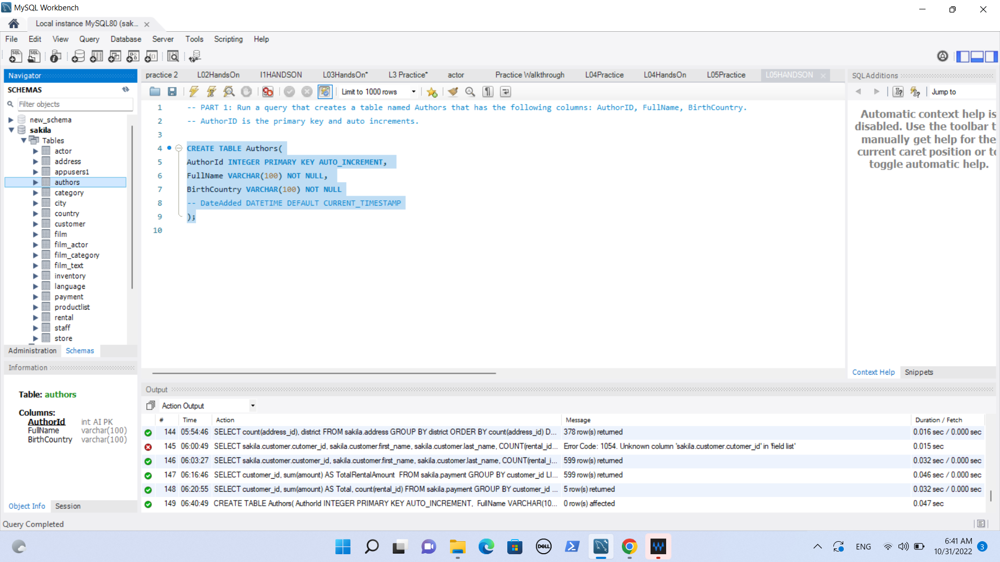 MySQL Workbench
Local instance MySQL80 (sak...
File Edit View Query Database Server Tools Scripting Help
Navigator
SCHEMAS
Filter objects
new_schema
sakila
Tables
actor
address
appusers1
authors
category
city
country
customer
film
film_actor
film_category
film_text
inventory
language
payment
productlist
rental
staff
store
Administration Schemas
Information
Table: authors
Columns:
AuthorId int AI PK
FullName varchar(100)
BirthCountry varchar(100)
Object Info Session
practice 2 L02HandsOn l1HANDSON L03HandsOn* L3 Practice* actor Practice Walkthrough L04Practice L04HandsOn L05Practice L05HANDSON
Limit to 1000 rows
1 -- PART 1: Run a query that creates a table named Authors that has the following columns: AuthorID, FullName, BirthCountry.
2 -- AuthorID is the primary key and auto increments.
3
4 CREATE TABLE Authors(
5 AuthorId INTEGER PRIMARY KEY AUTO_INCREMENT,
6 FullName VARCHAR(100) NOT NULL,
7 BirthCountry VARCHAR(100) NOT NULL
8 -- DateAdded DATETIME DEFAULT CURRENT_TIMESTAMP
9 );
10
SQLAdditions
Jump to
Automatic context help is
disabled. Use the toolbar t
manually get help for the
current caret position or to
toggle automatic help.
Context Help Snippets
Output
Action Output
# Time Action Message Duration / Fetch
144 05:54:46 SELECT count(address_id), district FROM sakila.address GROUP BY district ORDER BY count(address_id) D... 378 row(s) returned 0.016 sec / 0.000 sec
145 06:00:49 SELECT sakila.customer.cutomer_id, sakila.customer.first_name, sakila.customer.last_name, COUNT(rental_id... Error Code: 1054. Unknown column 'sakila.customer.cutomer_id' in 'field list' 0.015 sec
146 06:03:27 SELECT sakila.customer.customer_id, sakila.customer.first_name, sakila.customer.last_name, COUNT(rental_i... 599 row(s) returned 0.032 sec / 0.000 sec
147 06:16:46 SELECT customer_id, sum(amount) AS TotalRentalAmount FROM sakila.payment GROUP BY customer_id LI... 599 row(s) returned 0.046 sec / 0.000 sec
148 06:20:55 SELECT customer_id, sum(amount) AS Total, count(rental_id) FROM sakila.payment GROUP BY customer_id ... 5 row(s) returned 0.032 sec / 0.000 sec
149 06:40:49 CREATE TABLE Authors( AuthorId INTEGER PRIMARY KEY AUTO_INCREMENT, FullName VARCHAR(10... 0 row(s) affected 0.047 sec
Query Completed
DELL
ENG
6:41 AM
10/31/2022
3